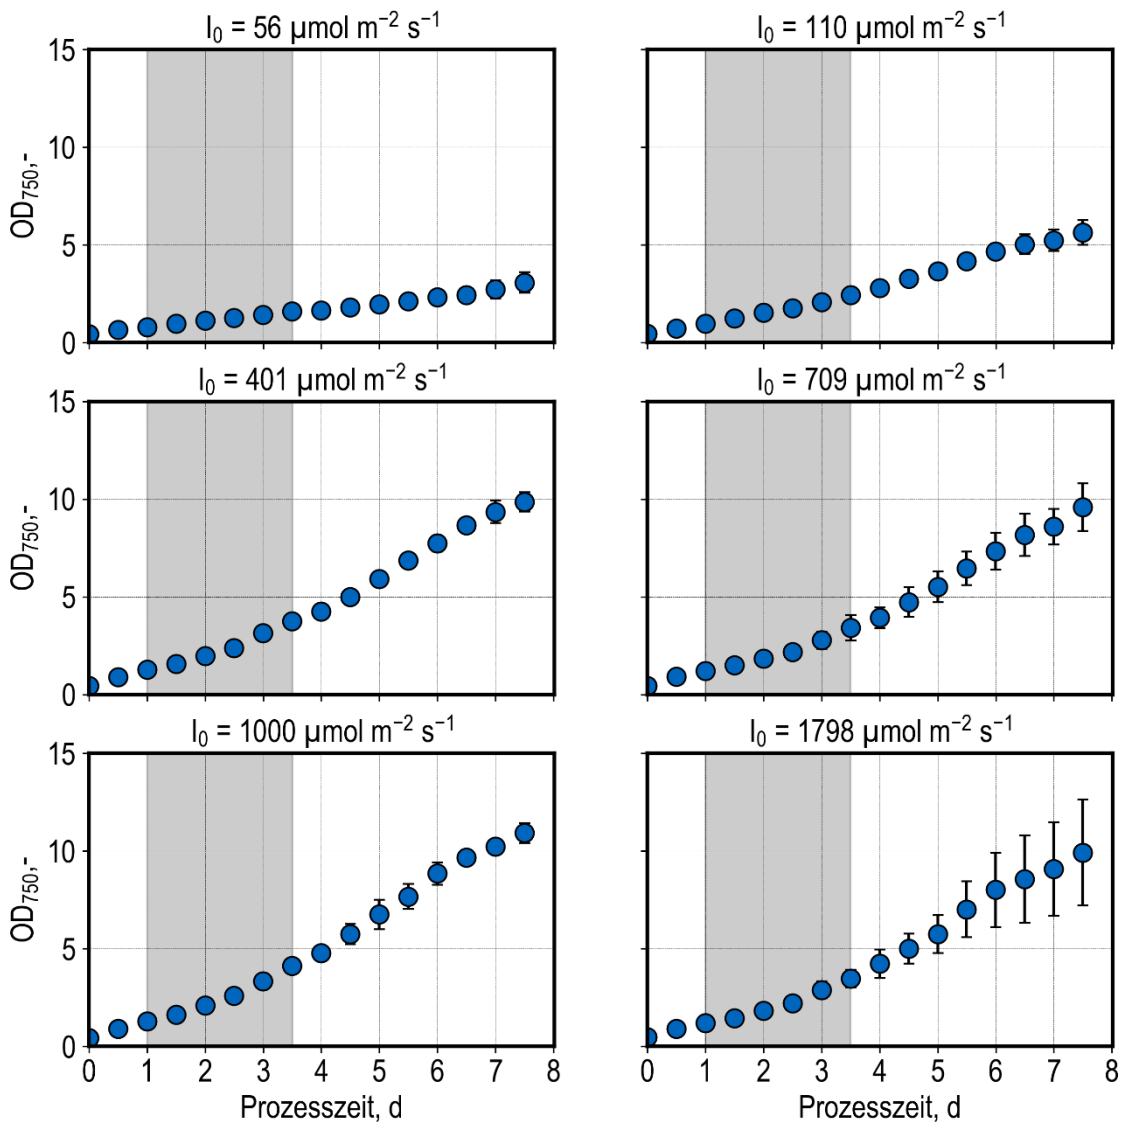 I₀ = 56 µmol m⁻² s⁻¹
I₀ = 110 µmol m⁻² s⁻¹
15
10
5
0
OD₇₅₀,-
I₀ = 401 µmol m⁻² s⁻¹
I₀ = 709 µmol m⁻² s⁻¹
15
10
5
0
OD₇₅₀,-
I₀ = 1000 µmol m⁻² s⁻¹
I₀ = 1798 µmol m⁻² s⁻¹
15
10
5
0
OD₇₅₀,-
0 1 2 3 4 5 6 7 8
0 1 2 3 4 5 6 7 8
Prozesszeit, d
Prozesszeit, d